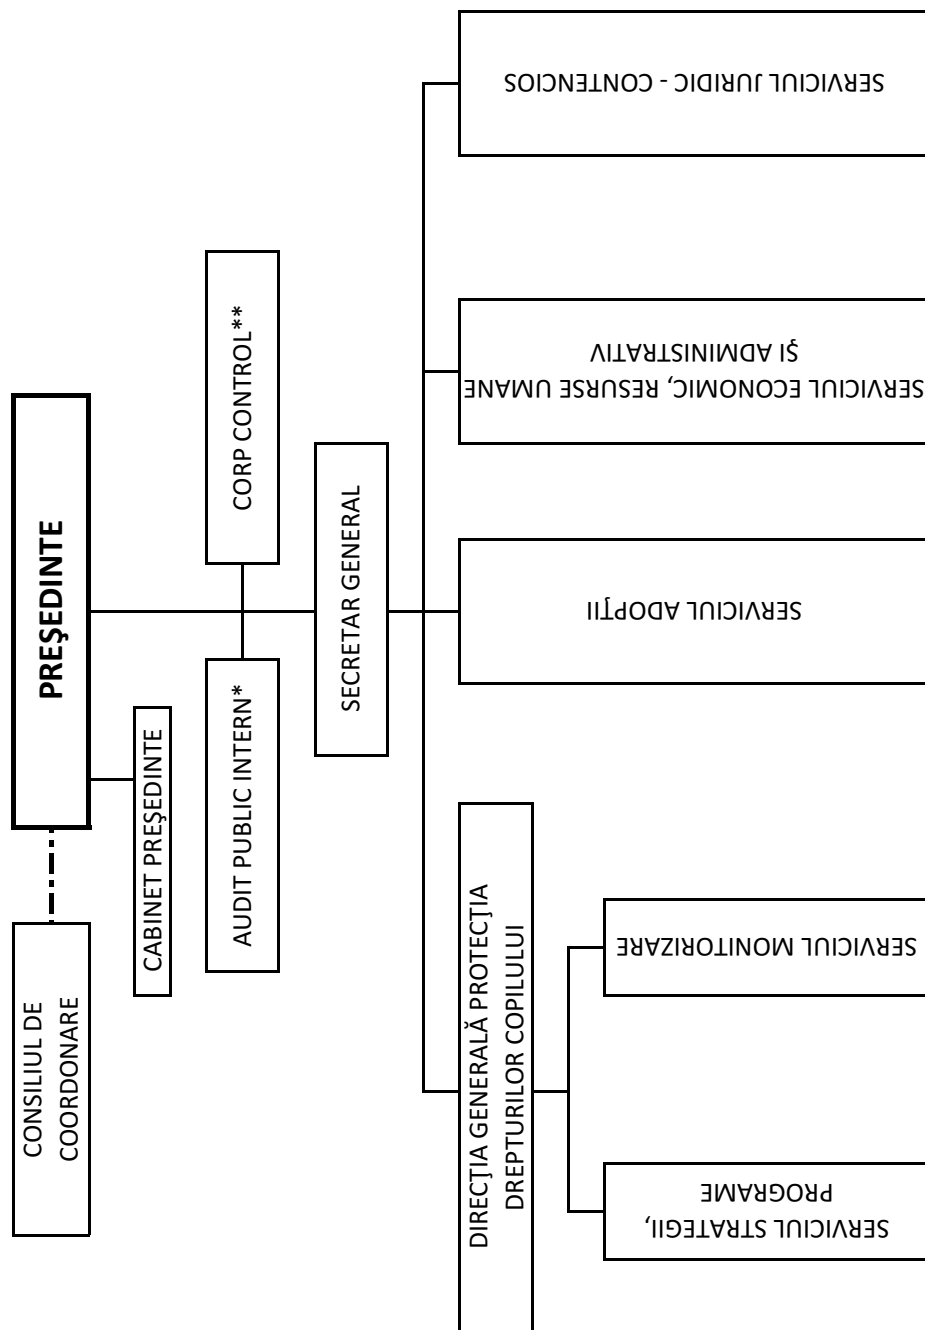 PREŞEDINTE
CONSILIUL DE
COORDONARE
CABINET PREŞEDINTE
AUDIT PUBLIC INTERN*
CORP CONTROL**
SECRETAR GENERAL
DIRECŢIA GENERALĂ PROTECŢIA
DREPTURILOR COPILULUI
SERVICIUL ADOPŢII
SERVICIUL ECONOMIC, RESURSE UMANE
ŞI ADMINISTRATIV
SERVICIUL JURIDIC - CONTENCIOS
SERVICIUL STRATEGII,
PROGRAME
SERVICIUL MONITORIZARE